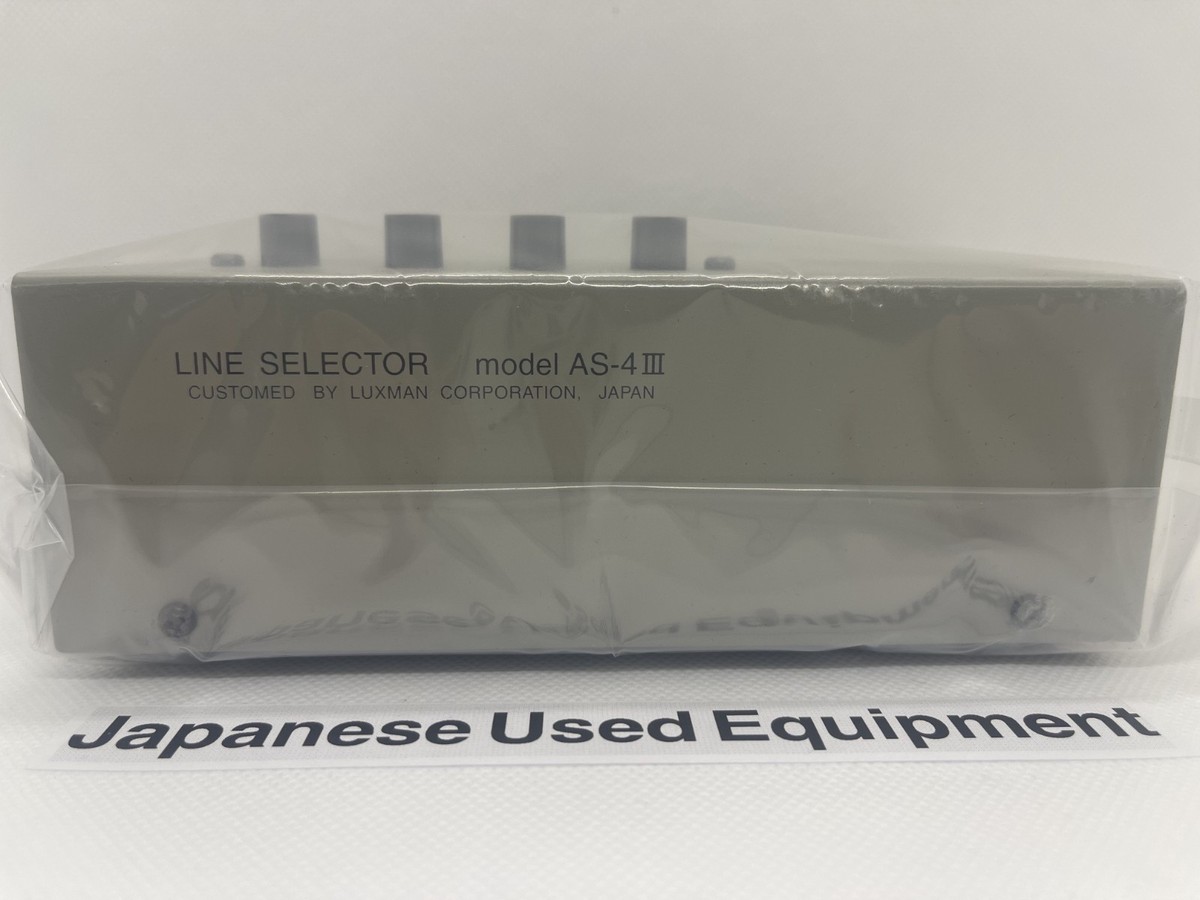 LINE SELECTOR model AS-4Ⅲ
CUSTOMED BY LUXMAN CORPORATION, JAPAN
Japanese Used Equipment